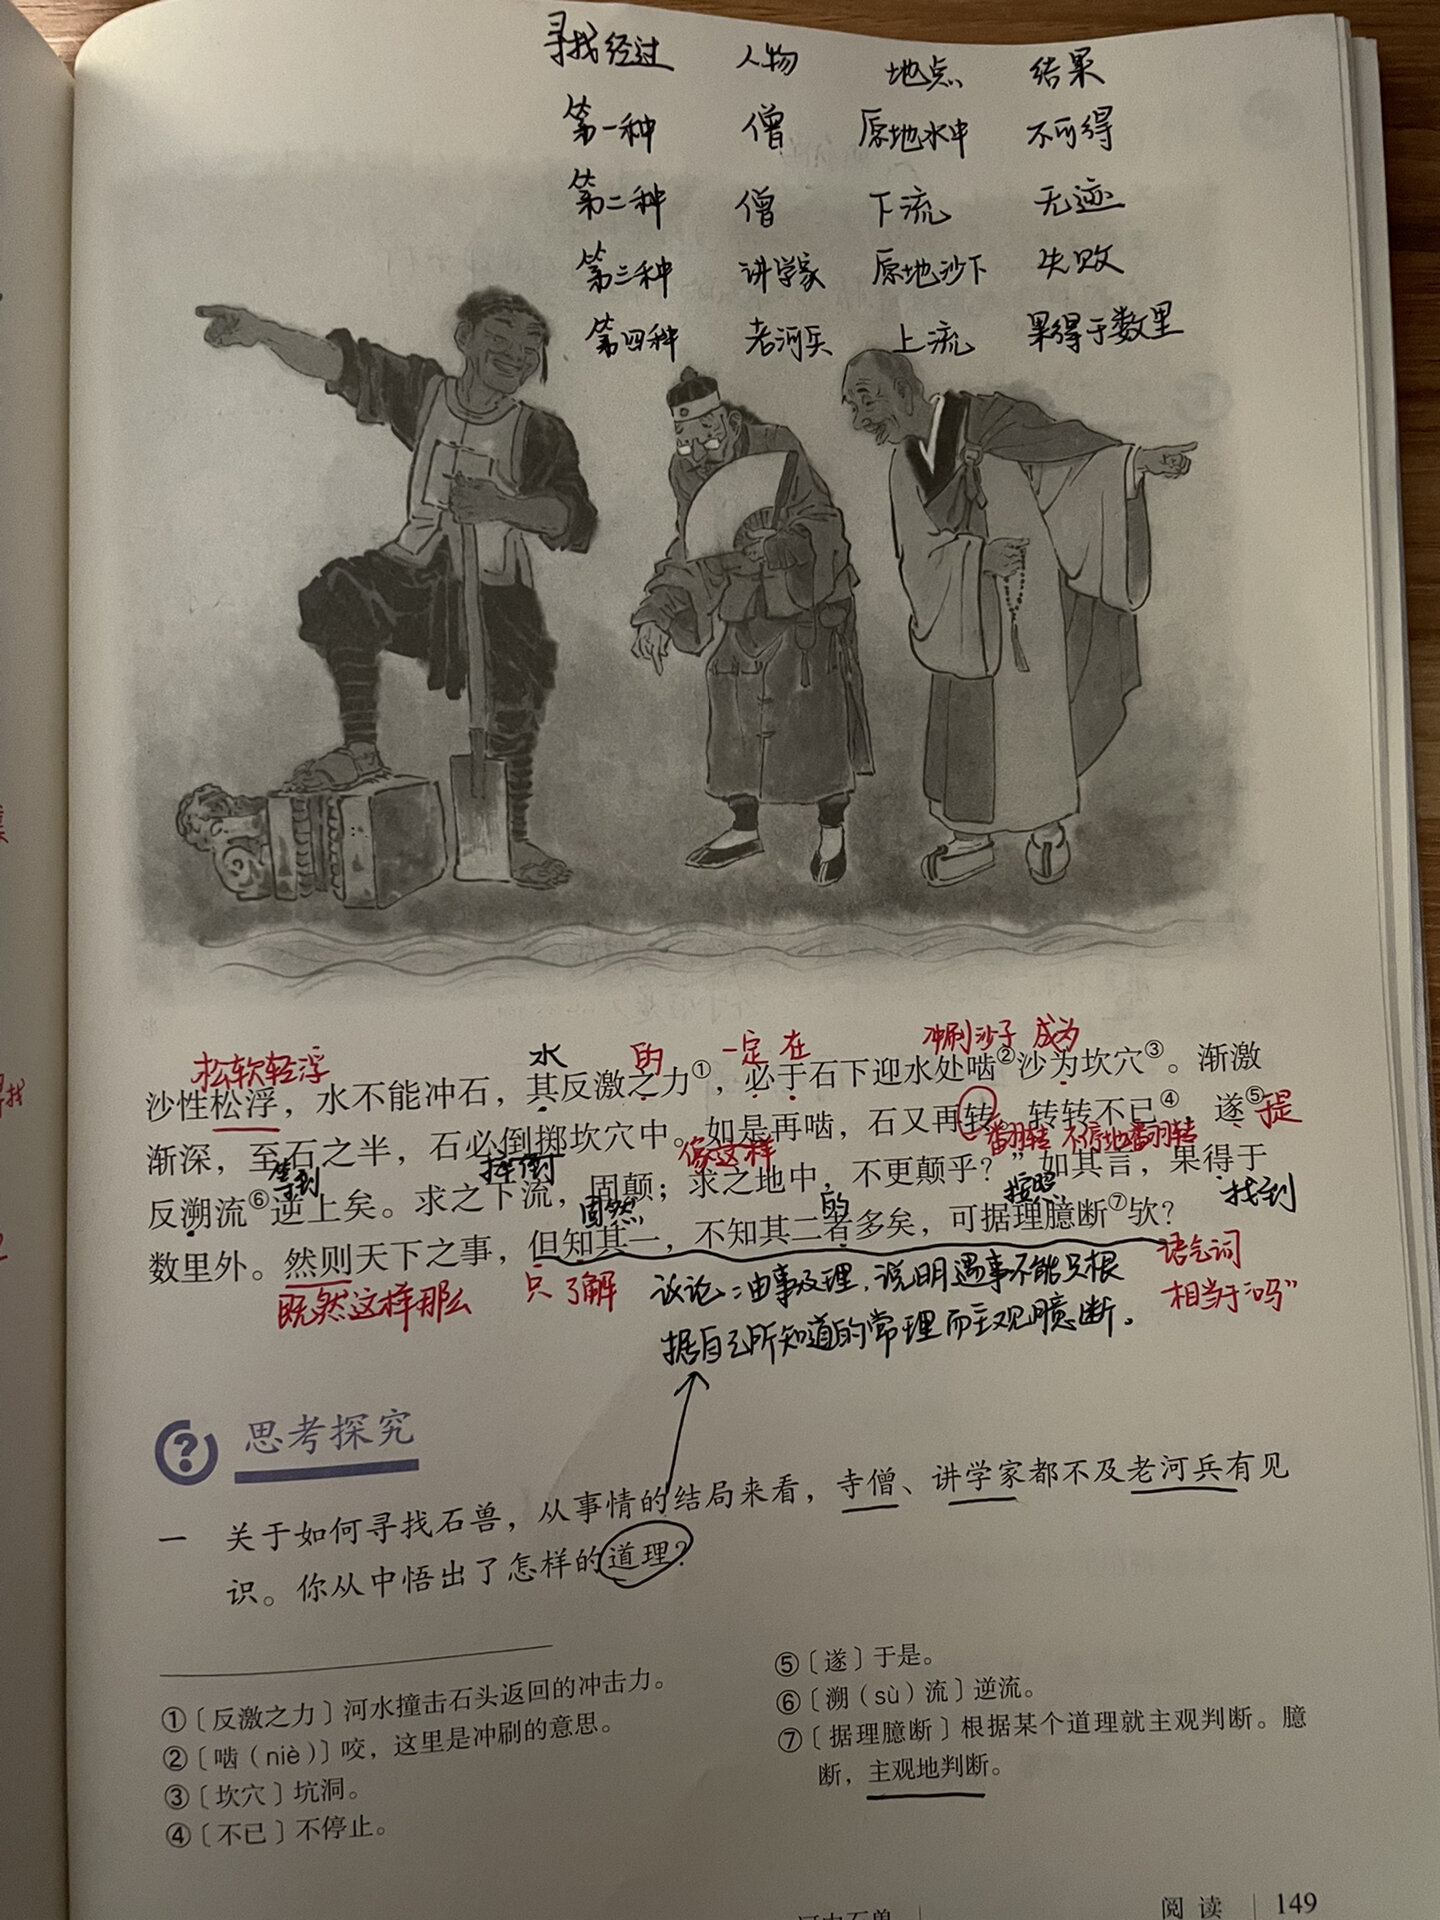 寻找经过 人物 地点 结果
第一种 僧 原地水中 不可得
第二种 僧 下流 无迹
第三种 讲学家 原地沙下 失败
第四种 老河兵 上流 果得于数里
松软轻浮 水 的 一定 在 冲刷沙子 成为
沙性松浮，水不能冲石，其反激之力①，必于石下迎水处啮②沙为坎穴③。渐激
渐深，至石之半，石必倒掷坎穴中。如是再啮，石又再转，转转不已④，遂⑤
等到 摔倒 像这样 翻转 不停地翻转 于是
反溯流⑥逆上矣。求之下流，固颠；求之地中，不更颠乎？”如其言，果得于
固然 的 按照 找到
数里外。然则天下之事，但知其一，不知其二者多矣，可据理臆断⑦欤？
既然这样那么 只 了解 语气词
相当于“吗”
议论：由事及理，说明遇事不能只根
据自己所知道的常理而主观臆断。
思考探究
一 关于如何寻找石兽，从事情的结局来看，寺僧、讲学家都不及老河兵有见
识。你从中悟出了怎样的道理？
①〔反激之力〕河水撞击石头返回的冲击力。
②〔啮（niè）〕咬，这里是冲刷的意思。
③〔坎穴〕坑洞。
④〔不已〕不停止。
⑤〔遂〕于是。
⑥〔溯（sù）流〕逆流。
⑦〔据理臆断〕根据某个道理就主观判断。臆
断，主观地判断。
阅读 149